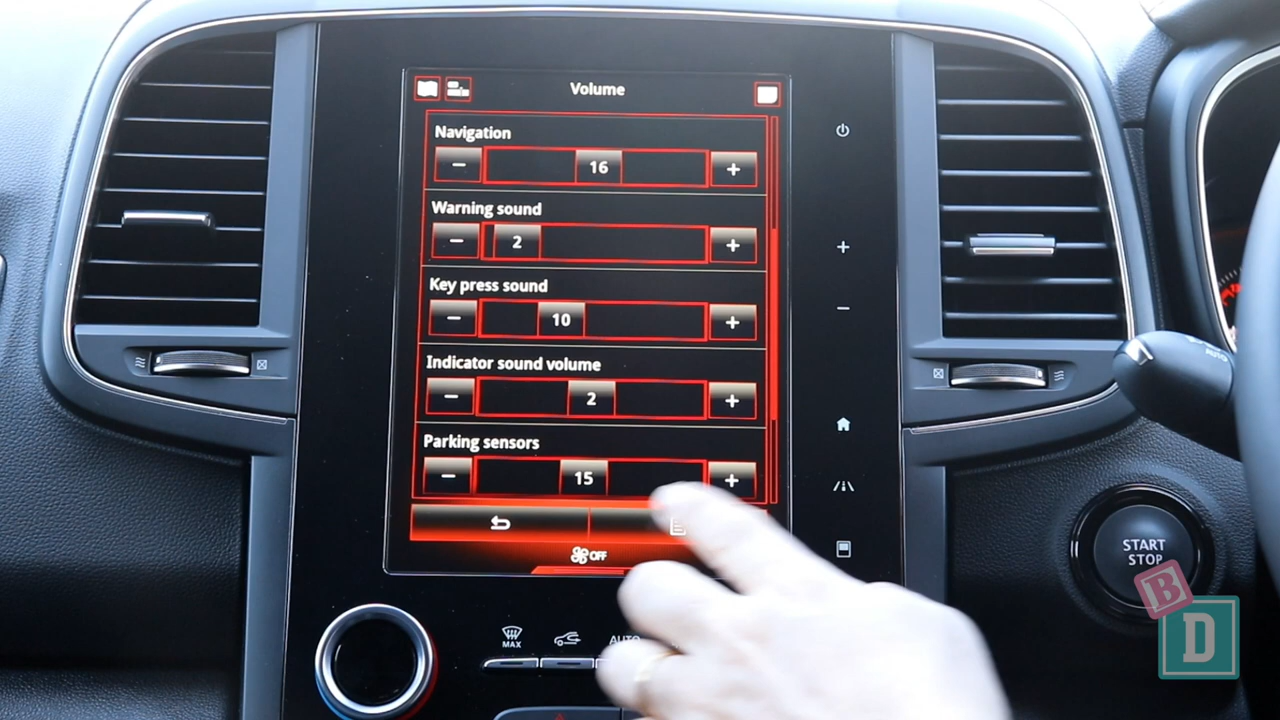 Volume
Navigation
− 16 +
Warning sound
− 2 +
Key press sound
− 10 +
Indicator sound volume
− 2 +
Parking sensors
− 15 +
OFF
MAX
AUTO
START
STOP
B
D